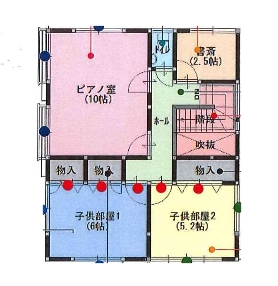 トイレ
書斎
(2.5帖)
ピアノ室
(10帖)
ホール
DN
階段
吹抜
物入
物入
物入
子供部屋1
(6帖)
子供部屋2
(5.2帖)